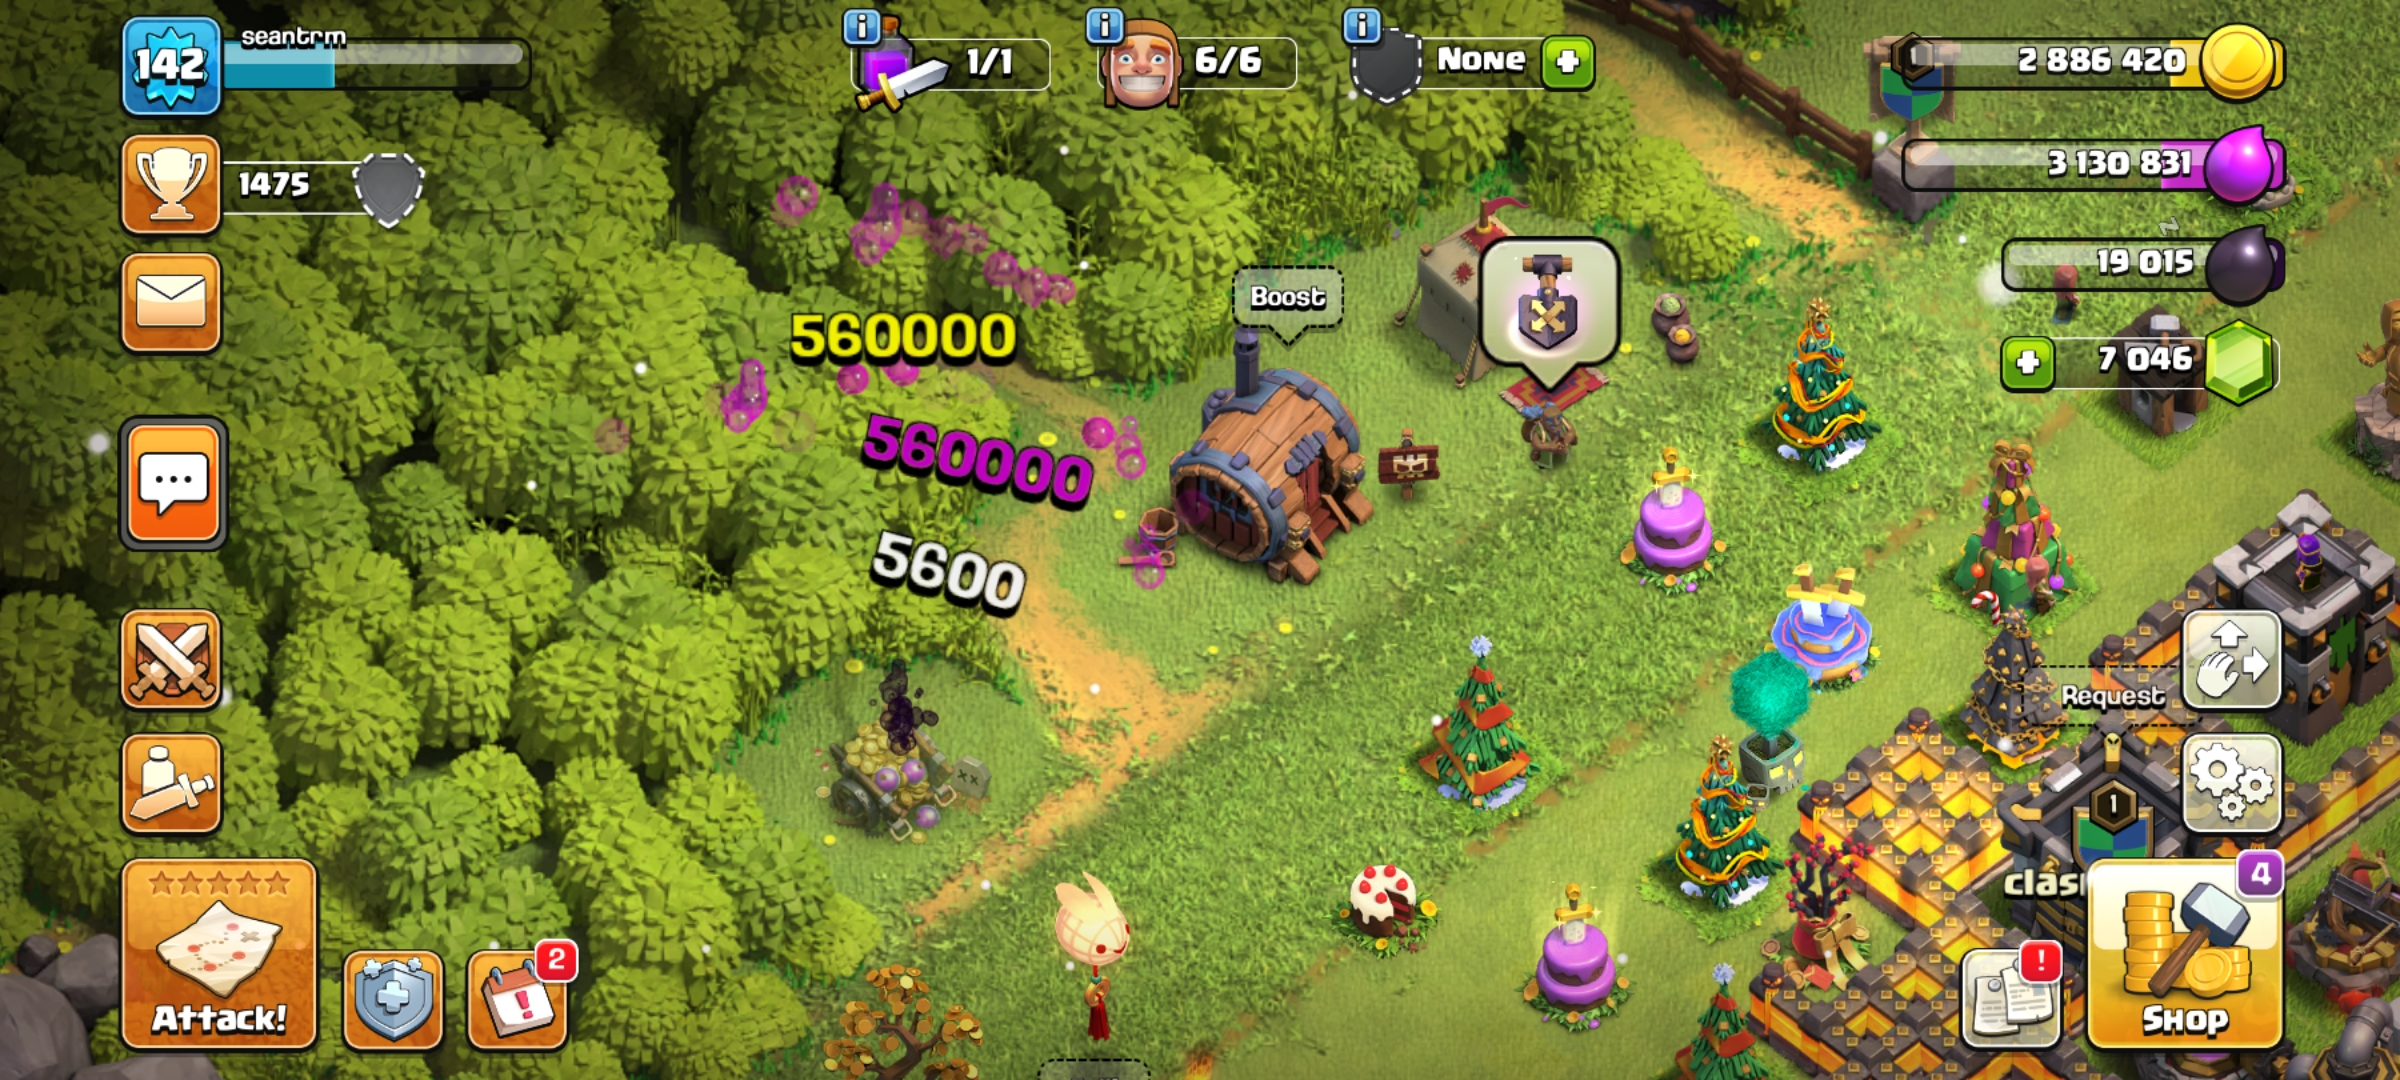 142
seantrm
1/1
6/6
None
2 886 420
1475
3 130 831
19 015
7 046
Boost
560000
560000
5600
Request
1
clas
4
Attack!
2
Shop